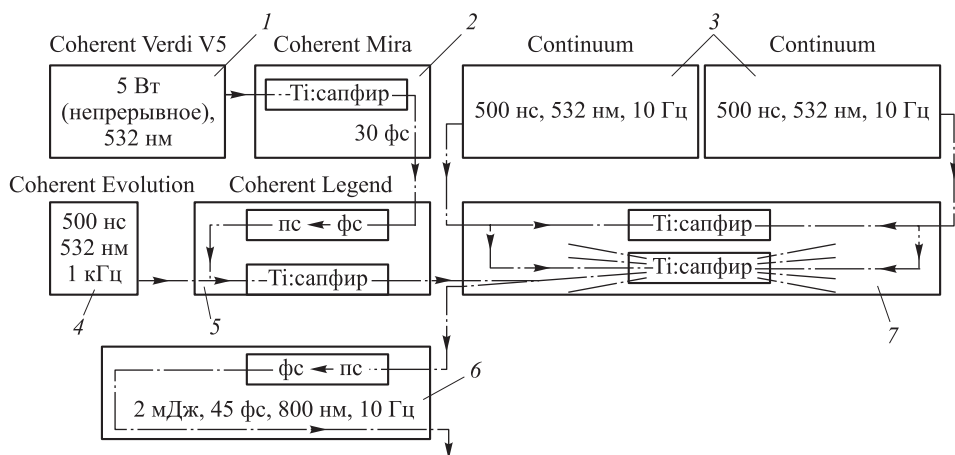 1
2
3
Coherent Verdi V5
Coherent Mira
Continuum
Continuum
5 Вт
(непрерывное),
532 нм
Ti:сапфир
30 фс
500 нс, 532 нм, 10 Гц
500 нс, 532 нм, 10 Гц
Coherent Evolution
Coherent Legend
500 нс
532 нм
1 кГц
пс фс
Ti:сапфир
Ti:сапфир
Ti:сапфир
4
5
7
фс пс
6
2 мДж, 45 фс, 800 нм, 10 Гц